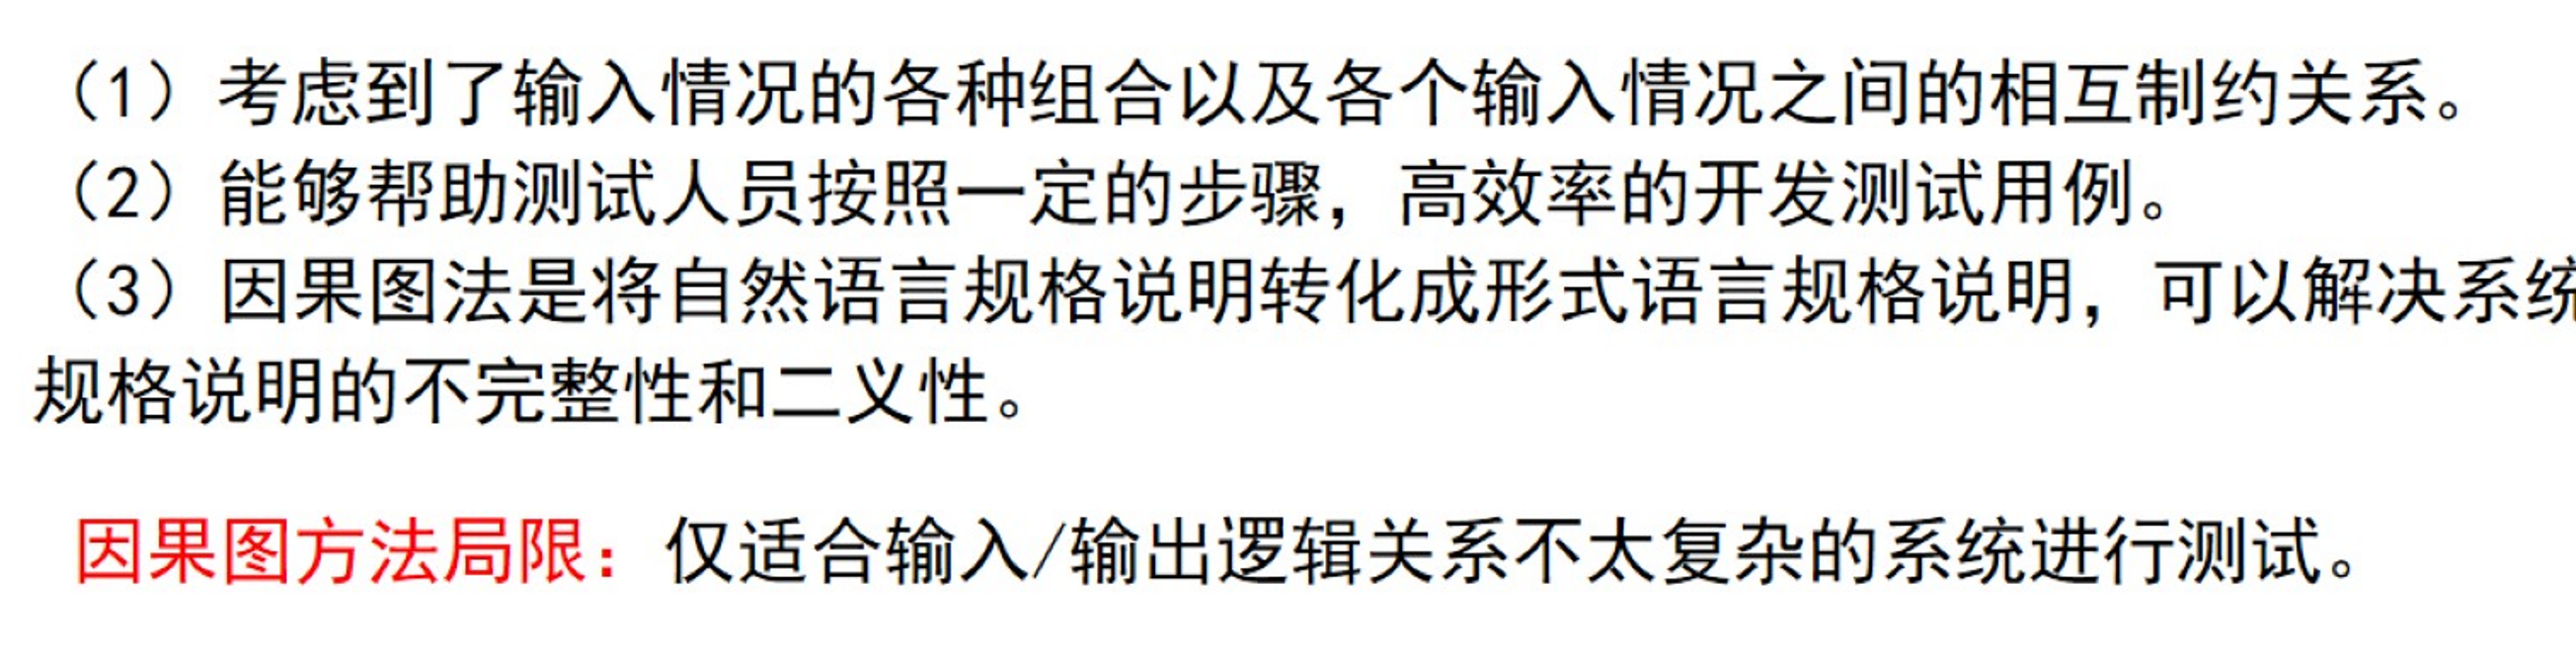 （1）考虑到了输入情况的各种组合以及各个输入情况之间的相互制约关系。
（2）能够帮助测试人员按照一定的步骤，高效率的开发测试用例。
（3）因果图法是将自然语言规格说明转化成形式语言规格说明，可以解决系统
规格说明的不完整性和二义性。
因果图方法局限：仅适合输入/输出逻辑关系不太复杂的系统进行测试。